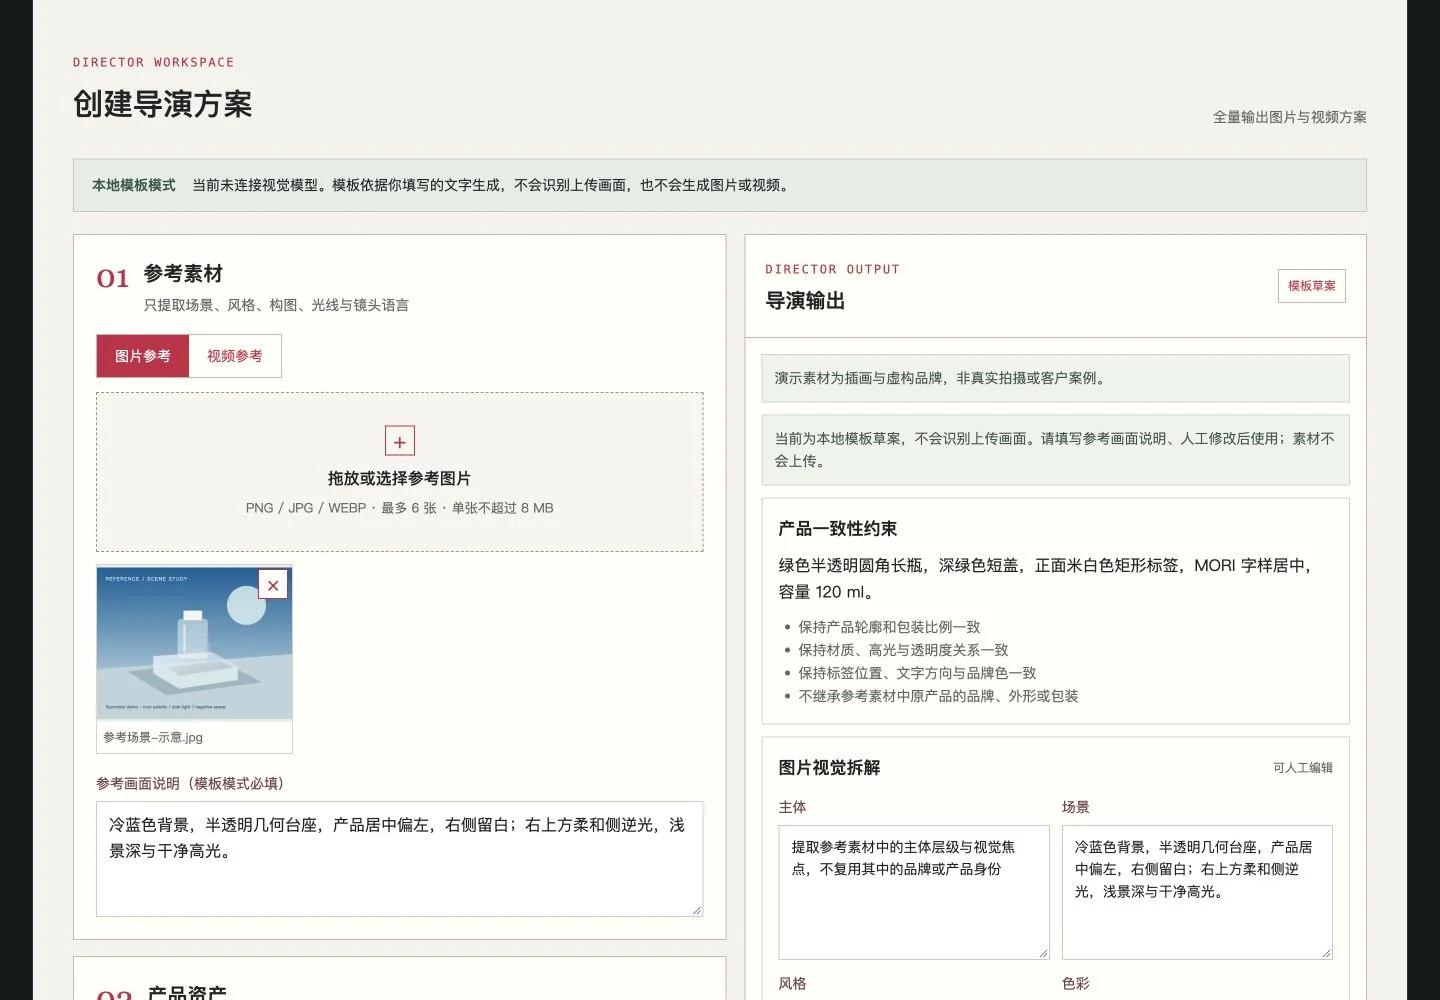 DIRECTOR WORKSPACE
创建导演方案
全量输出图片与视频方案
本地模板模式 当前未连接视觉模型。模板依据你填写的文字生成，不会识别上传画面，也不会生成图片或视频。
01 参考素材
只提取场景、风格、构图、光线与镜头语言
图片参考 视频参考
+
拖放或选择参考图片
PNG / JPG / WEBP · 最多 6 张 · 单张不超过 8 MB
REFERENCE / SCENE STUDY
×
illustrated demo · cool palette / side light / negative space
参考场景-示意.jpg
参考画面说明（模板模式必填）
冷蓝色背景，半透明几何台座，产品居中偏左，右侧留白；右上方柔和侧逆光，浅
景深与干净高光。
02 产品资产
DIRECTOR OUTPUT
导演输出
模板草案
演示素材为插画与虚构品牌，非真实拍摄或客户案例。
当前为本地模板草案，不会识别上传画面。请填写参考画面说明、人工修改后使用；素材不
会上传。
产品一致性约束
绿色半透明圆角长瓶，深绿色短盖，正面米白色矩形标签，MORI 字样居中，
容量 120 ml。
• 保持产品轮廓和包装比例一致
• 保持材质、高光与透明度关系一致
• 保持标签位置、文字方向与品牌色一致
• 不继承参考素材中原产品的品牌、外形或包装
图片视觉拆解
可人工编辑
主体
提取参考素材中的主体层级与视觉焦
点，不复用其中的品牌或产品身份
场景
冷蓝色背景，半透明几何台座，产品居
中偏左，右侧留白；右上方柔和侧逆
光，浅景深与干净高光。
风格
色彩